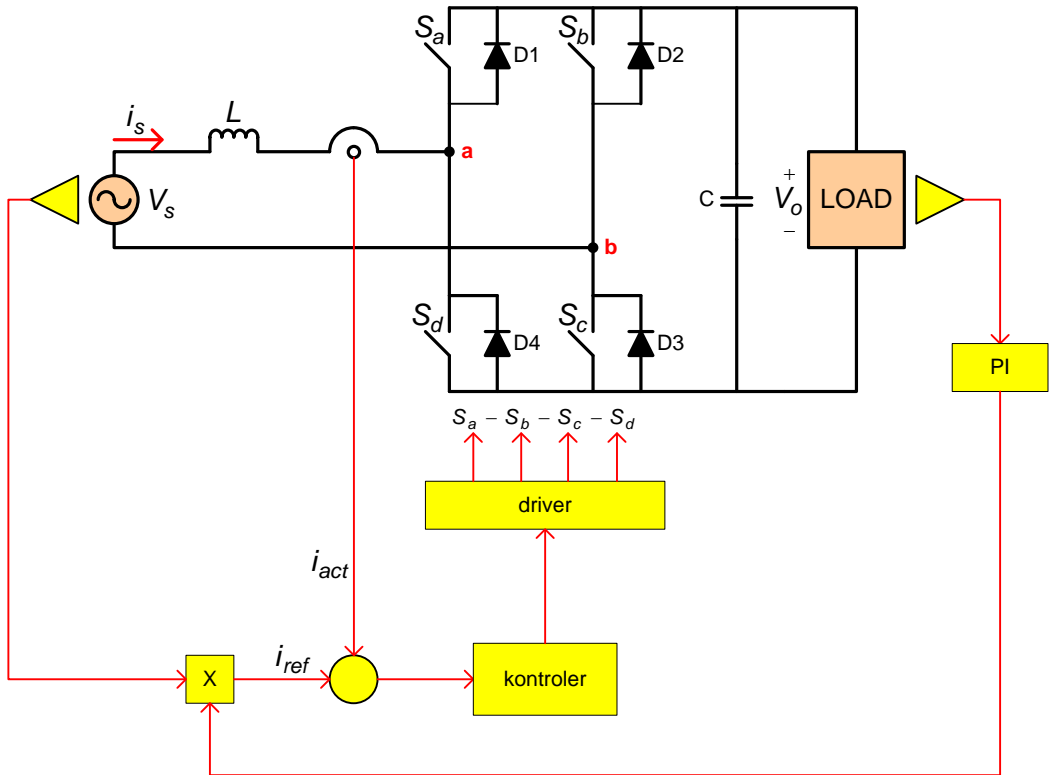 S_a
D1
S_b
D2
i_s
L
a
V_s
C
+
V_o
−
LOAD
b
S_d
D4
S_c
D3
PI
S_a − S_b − S_c − S_d
driver
i_act
X
i_ref
kontroler